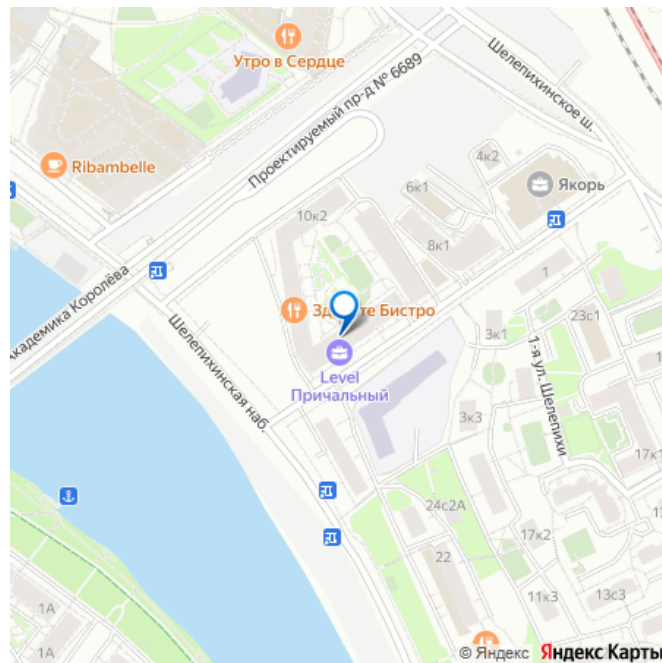 Утро в Сердце
Шелепихинское ш.
Проектируемый пр-д № 6689
Ribambelle
4к2
6к1
Якорь
10к2
8к1
1
Академика Королёва
Шелепихинская наб.
Бистро
3к1
23с1
Level
Причальный
1-я ул. Шелепихи
3к3
17к1
24с2А
17к2
22
11к3
13с3
1А
1А
© Яндекс Яндекс Карты